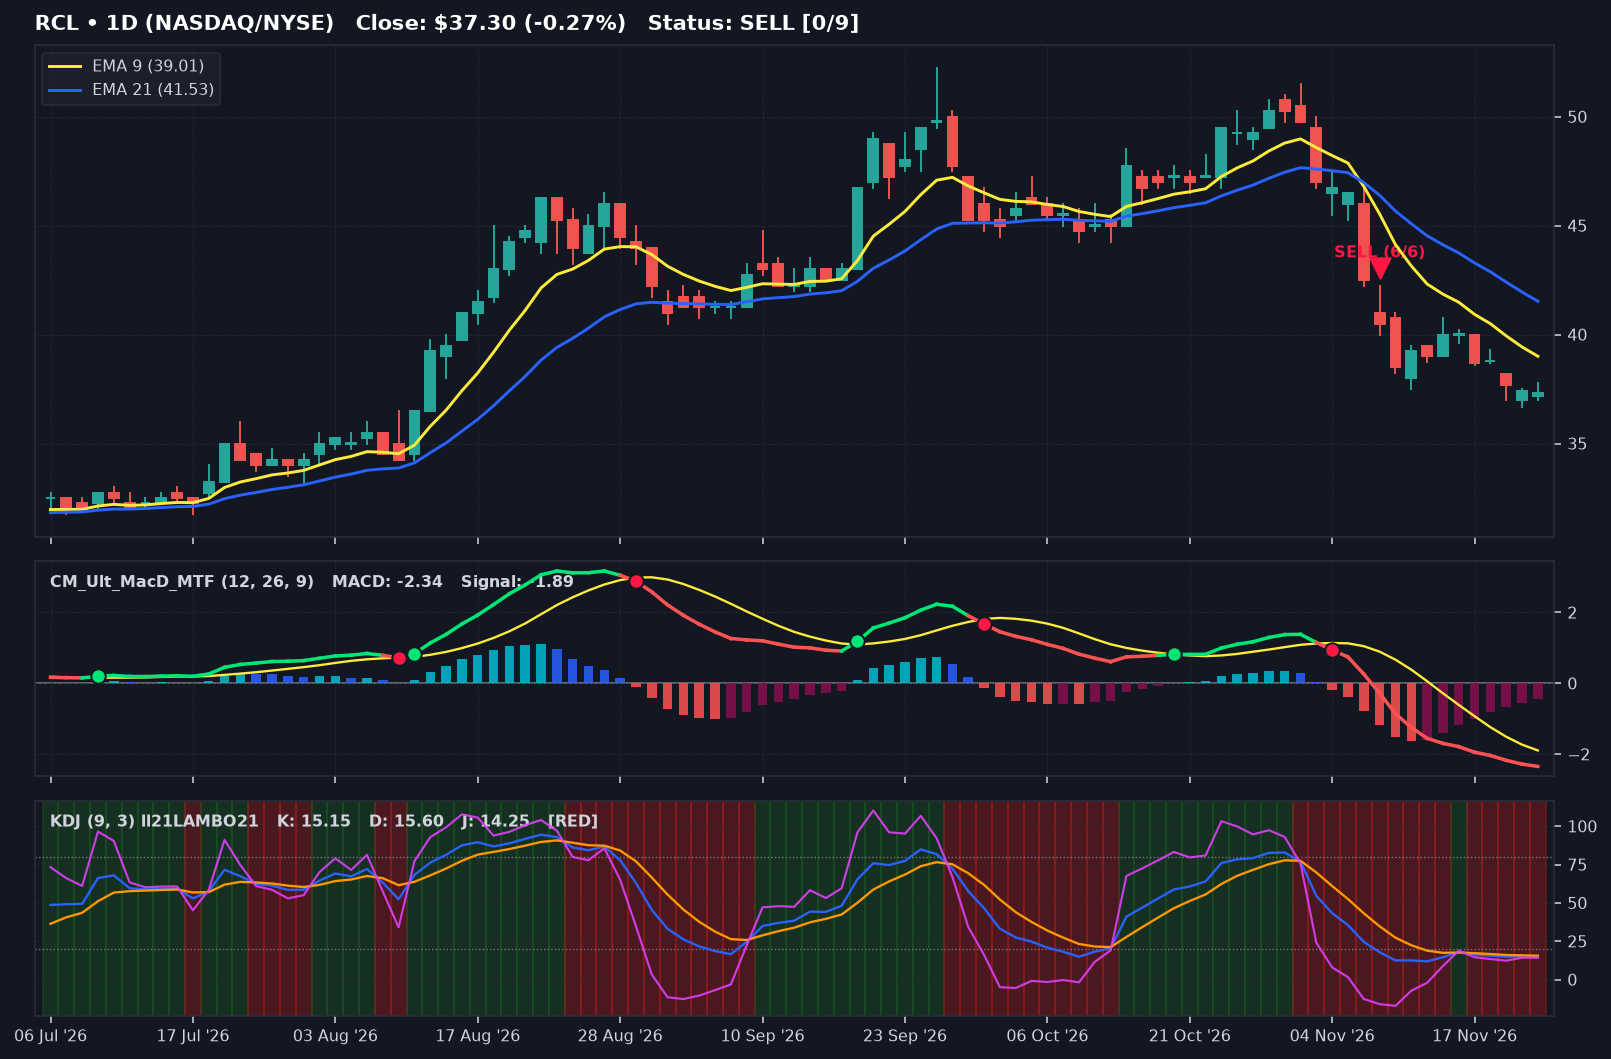 RCL • 1D (NASDAQ/NYSE)   Close: $37.30 (-0.27%)   Status: SELL [0/9]
EMA 9 (39.01)
EMA 21 (41.53)
SELL (6/6)
50
45
40
35
CM_Ult_MacD_MTF (12, 26, 9)   MACD: -2.34   Signal: -1.89
2
0
−2
KDJ (9, 3) II21LAMBO21   K: 15.15   D: 15.60   J: 14.25   [RED]
100
75
50
25
0
06 Jul '26   17 Jul '26   03 Aug '26   17 Aug '26   28 Aug '26   10 Sep '26   23 Sep '26   06 Oct '26   21 Oct '26   04 Nov '26   17 Nov '26